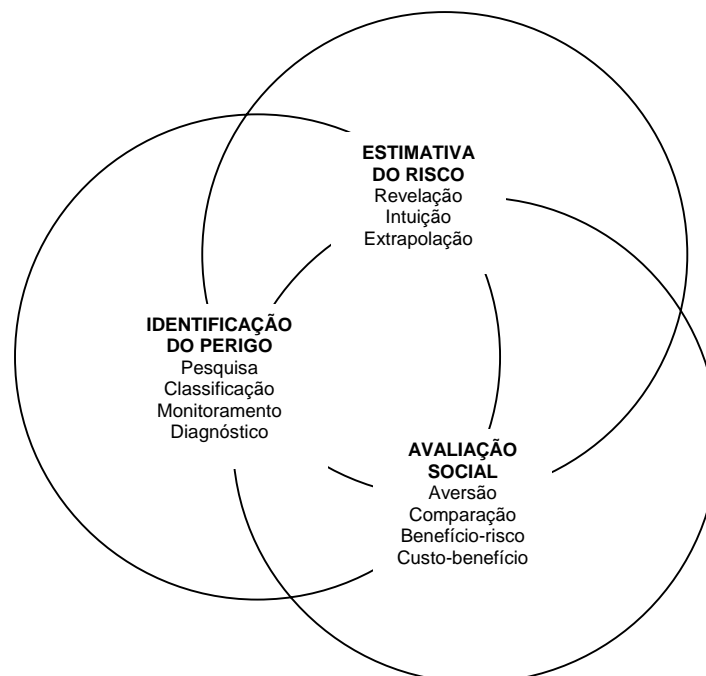 ESTIMATIVA
DO RISCO
Revelação
Intuição
Extrapolação
IDENTIFICAÇÃO
DO PERIGO
Pesquisa
Classificação
Monitoramento
Diagnóstico
AVALIAÇÃO
SOCIAL
Aversão
Comparação
Benefício-risco
Custo-benefício